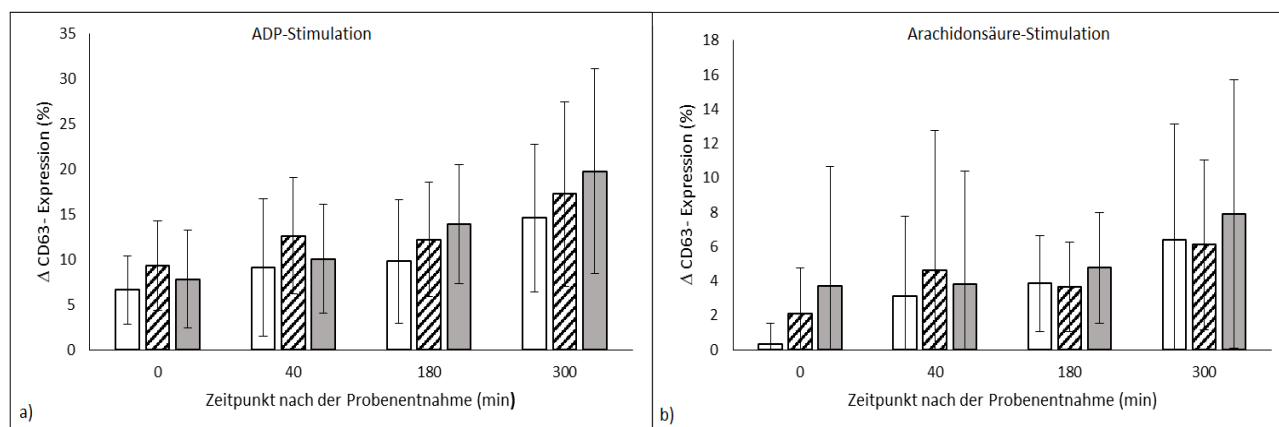 ADP-Stimulation
Δ CD63- Expression (%)
35
30
25
20
15
10
5
0
0 40 180 300
Zeitpunkt nach der Probenentnahme (min)
a)
Arachidonsäure-Stimulation
Δ CD63- Expression (%)
18
16
14
12
10
8
6
4
2
0
0 40 180 300
Zeitpunkt nach der Probenentnahme (min)
b)